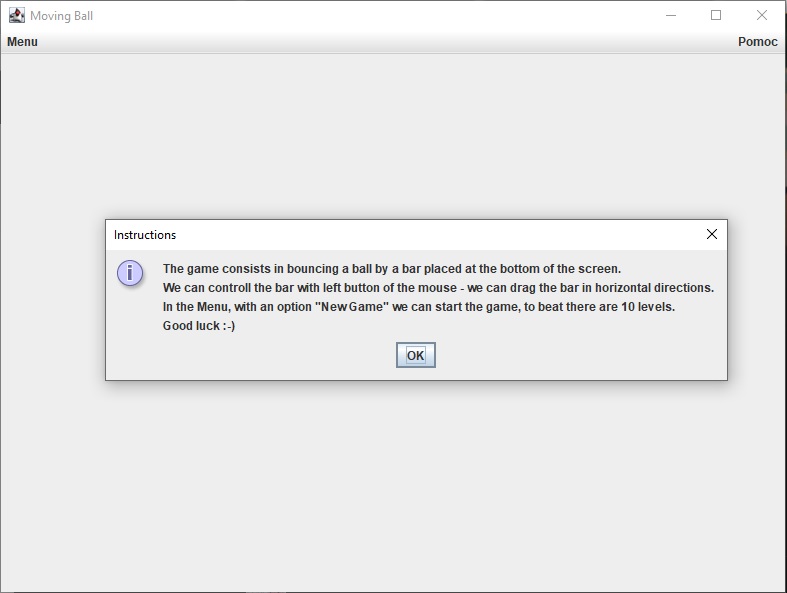 Moving Ball
Menu Pomoc
Instructions
The game consists in bouncing a ball by a bar placed at the bottom of the screen.
We can controll the bar with left button of the mouse - we can drag the bar in horizontal directions.
In the Menu, with an option "New Game" we can start the game, to beat there are 10 levels.
Good luck :-)
OK